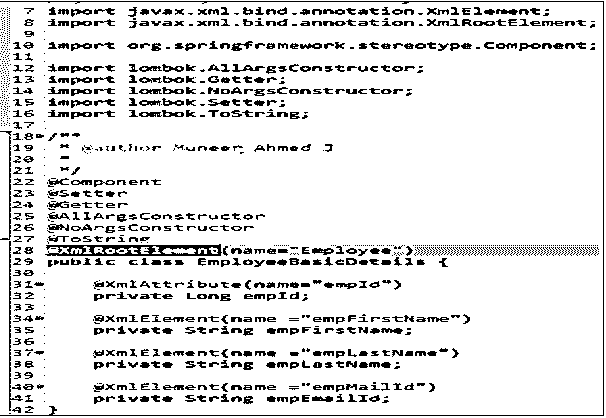 7 import javax.xml.bind.annotation.XmlElement;
8 import javax.xml.bind.annotation.XmlRootElement;
9
10 import org.springframework.stereotype.Component;
11
12 import lombok.AllArgsConstructor;
13 import lombok.Getter;
14 import lombok.NoArgsConstructor;
15 import lombok.Setter;
16 import lombok.ToString;
17
18 /**
19 * @author Muneer Ahmed J
20 *
21 */
22 @Component
23 @Setter
24 @Getter
25 @AllArgsConstructor
26 @NoArgsConstructor
27 @ToString
28 @XmlRootElement(name="Employee")
29 public class EmployeeBasicDetails {
30
31 @XmlAttribute(name="empId")
32 private Long empId;
33
34 @XmlElement(name ="empFirstName")
35 private String empFirstName;
36
37 @XmlElement(name ="empLastName")
38 private String empLastName;
39
40 @XmlElement(name ="empMailId")
41 private String empEmailId;
42 }